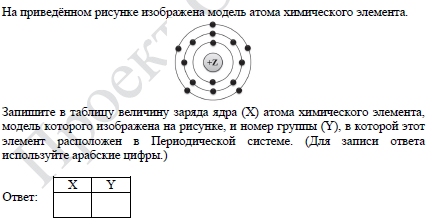 На приведённом рисунке изображена модель атома химического элемента.
+Z
Запишите в таблицу величину заряда ядра (X) атома химического элемента,
модель которого изображена на рисунке, и номер группы (Y), в которой этот
элемент расположен в Периодической системе. (Для записи ответа
используйте арабские цифры.)
X Y
Ответ:
Проект